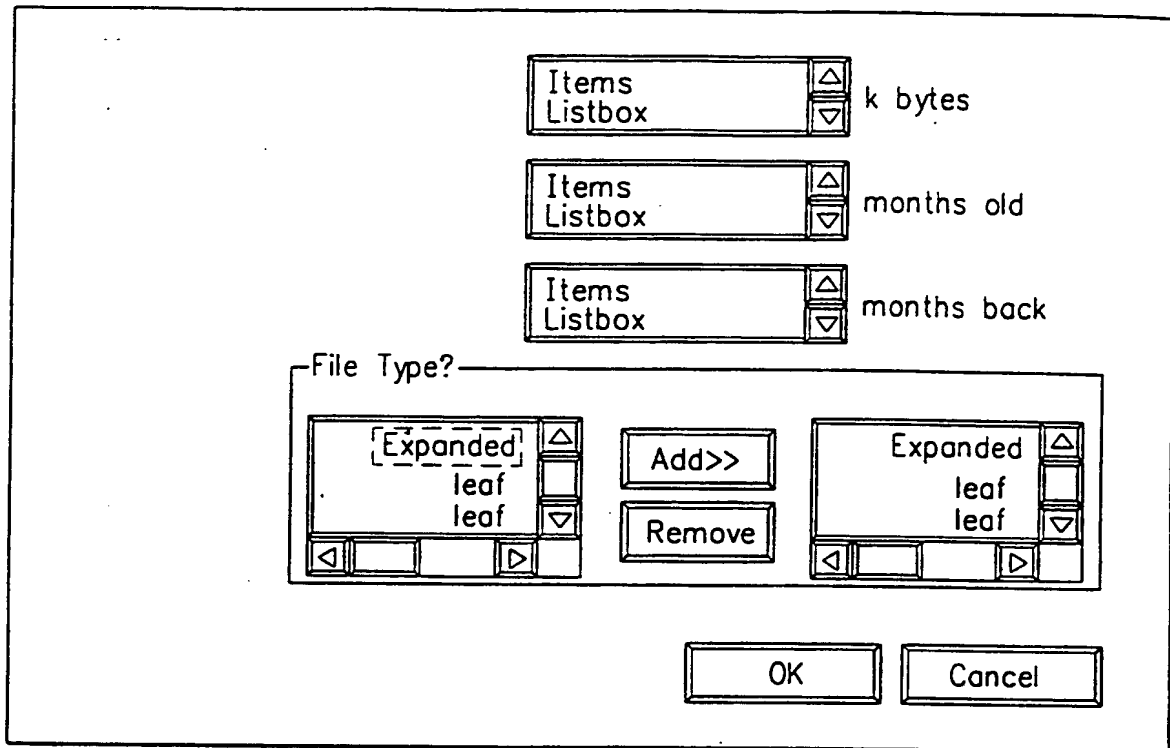 Items
Listbox
k bytes
Items
Listbox
months old
Items
Listbox
months back
File Type?
Expanded
leaf
leaf
Add>>
Remove
Expanded
leaf
leaf
OK
Cancel